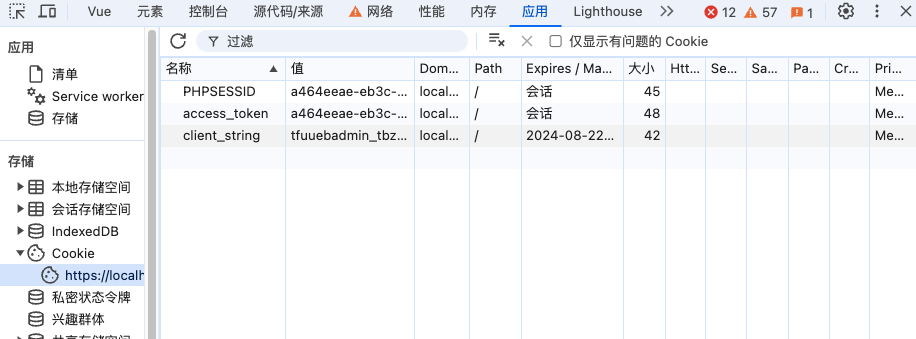 Vue 元素 控制台 源代码/来源 网络 性能 内存 应用 Lighthouse 12 57 1
应用
清单
Service worker
存储
存储
本地存储空间
会话存储空间
IndexedDB
Cookie
https://localh
私密状态令牌
兴趣群体
过滤 仅显示有问题的 Cookie
名称 值 Dom... Path Expires / Ma... 大小 Htt... Se... Sa... Pa... Cr... Pri...
PHPSESSID a464eeae-eb3c-... local... / 会话 45 Me...
access_token a464eeae-eb3c-... local... / 会话 48 Me...
client_string tfuuebadmin_tbz... local... / 2024-08-22... 42 Me...